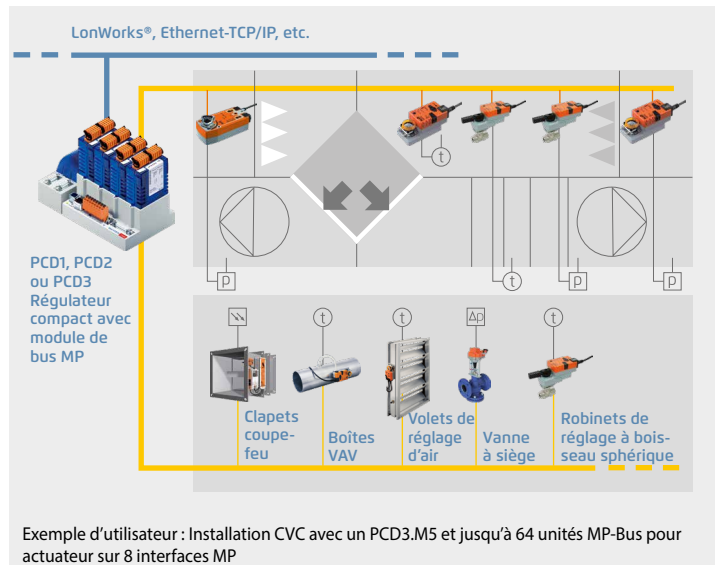 LonWorks®, Ethernet-TCP/IP, etc.
t
p
t
p
p
PCD1, PCD2
ou PCD3
Régulateur
compact avec
module de
bus MP
t
t
Δp
t
Clapets
coupe-
feu
Boîtes
VAV
Volets de
réglage
d'air
Vanne
à siège
Robinets de
réglage à bois-
seau sphérique
Exemple d'utilisateur : Installation CVC avec un PCD3.M5 et jusqu'à 64 unités MP-Bus pour
actuateur sur 8 interfaces MP